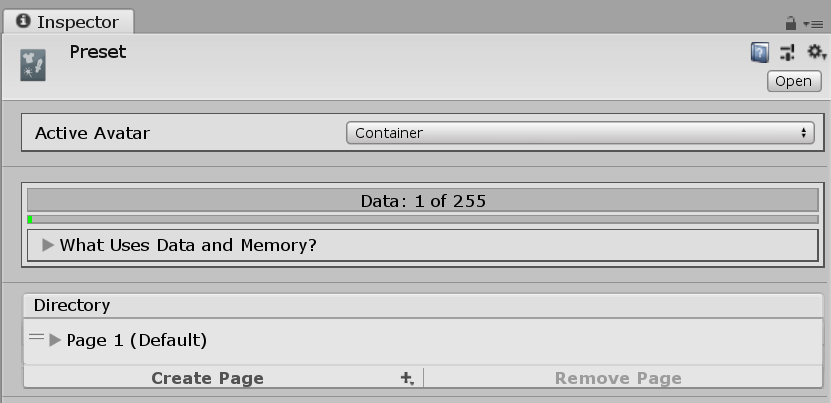 Inspector
Preset
Open
Active Avatar Container
Data: 1 of 255
What Uses Data and Memory?
Directory
Page 1 (Default)
Create Page Remove Page